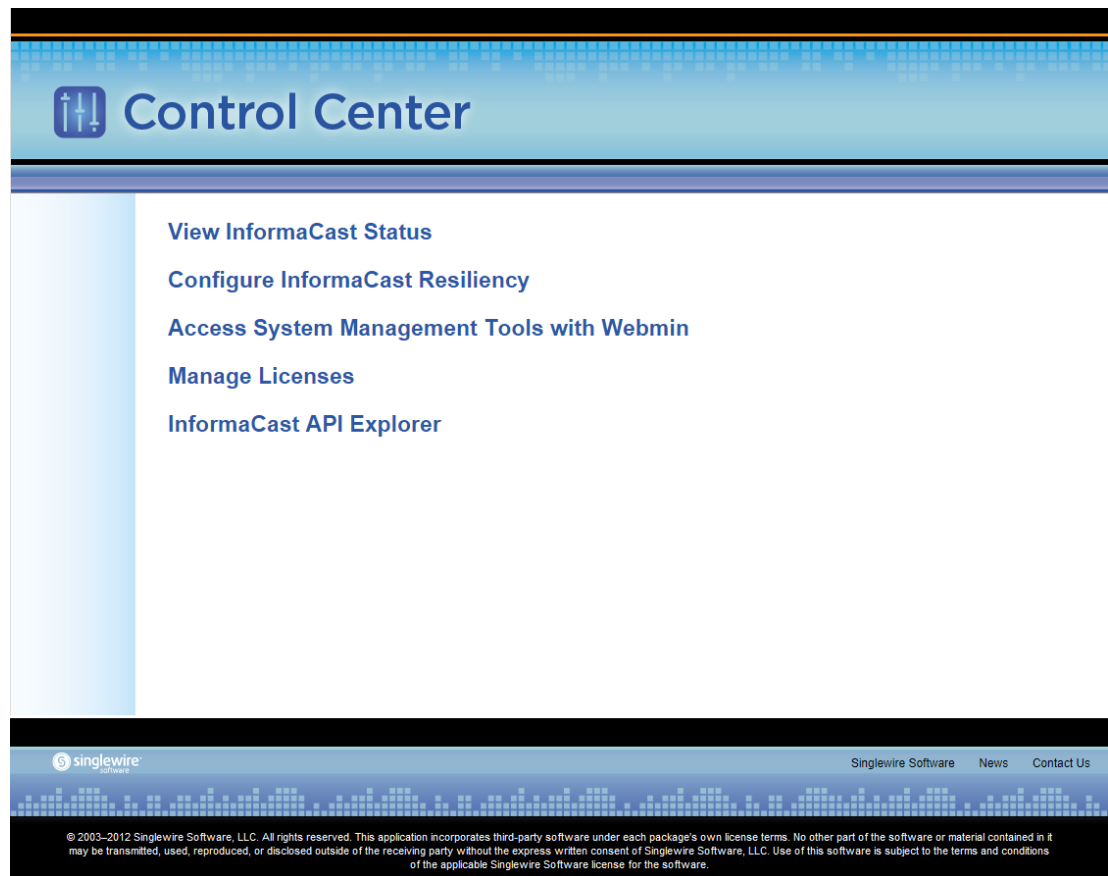 Control Center
View InformaCast Status
Configure InformaCast Resiliency
Access System Management Tools with Webmin
Manage Licenses
InformaCast API Explorer
singlewire
software
Singlewire Software News Contact Us
© 2003–2012 Singlewire Software, LLC. All rights reserved. This application incorporates third-party software under each package's own license terms. No other part of the software or material contained in it
may be transmitted, used, reproduced, or disclosed outside of the receiving party without the express written consent of Singlewire Software, LLC. Use of this software is subject to the terms and conditions
of the applicable Singlewire Software license for the software.